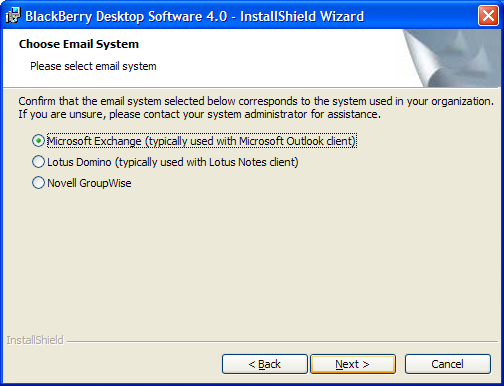 BlackBerry Desktop Software 4.0 - InstallShield Wizard
Choose Email System
Please select email system
Confirm that the email system selected below corresponds to the system used in your organization.
If you are unsure, please contact your system administrator for assistance.
Microsoft Exchange (typically used with Microsoft Outlook client)
Lotus Domino (typically used with Lotus Notes client)
Novell GroupWise
InstallShield
< Back Next > Cancel